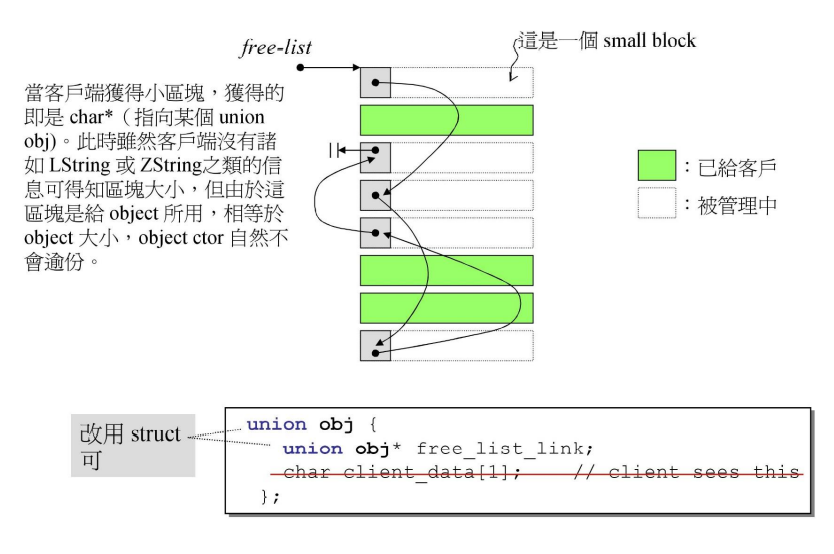 free-list
這是一個 small block
當客戶端獲得小區塊，獲得的
即是 char*（指向某個 union
obj)。此時雖然客戶端沒有諸
如 LString 或 ZString之類的信
息可得知區塊大小，但由於這
區塊是給 object 所用，相等於
object 大小，object ctor 自然不
會逾份。
：已給客戶
：被管理中
改用 struct
可
union obj {
union obj* free_list_link;
char client_data[1]; // client sees this
};